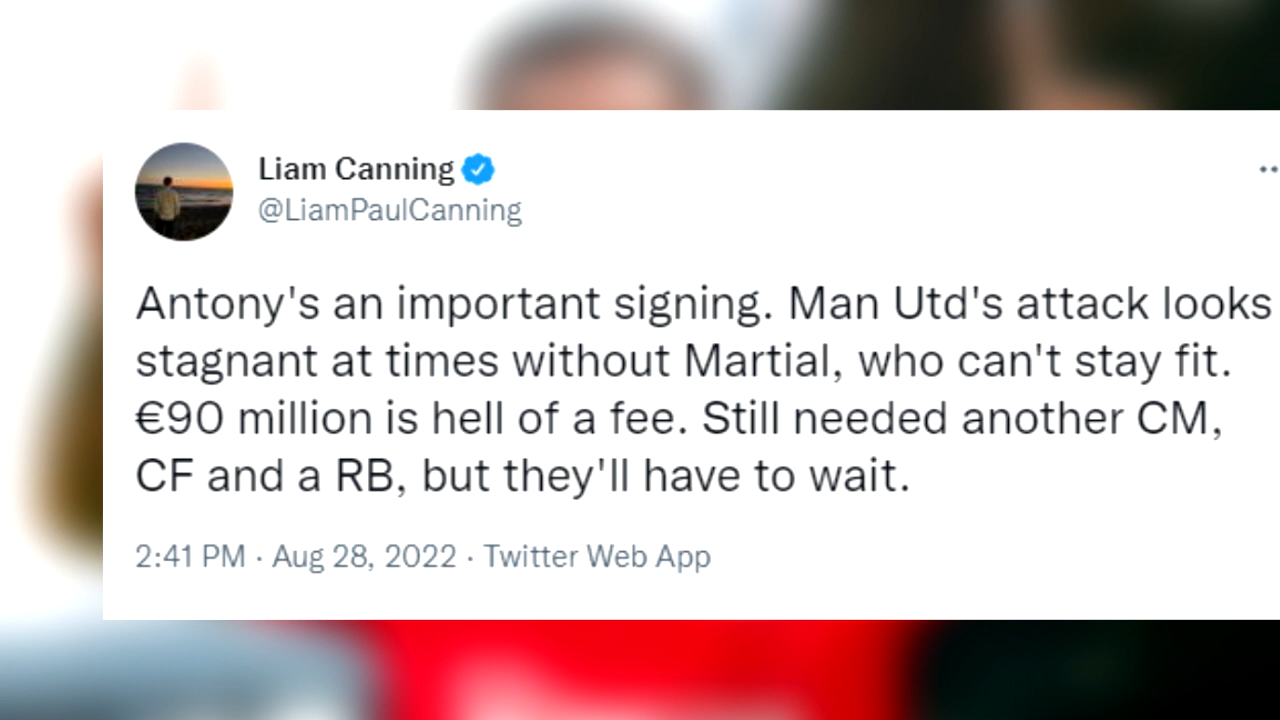 Liam Canning
@LiamPaulCanning
Antony's an important signing. Man Utd's attack looks
stagnant at times without Martial, who can't stay fit.
€90 million is hell of a fee. Still needed another CM,
CF and a RB, but they'll have to wait.
2:41 PM · Aug 28, 2022 · Twitter Web App